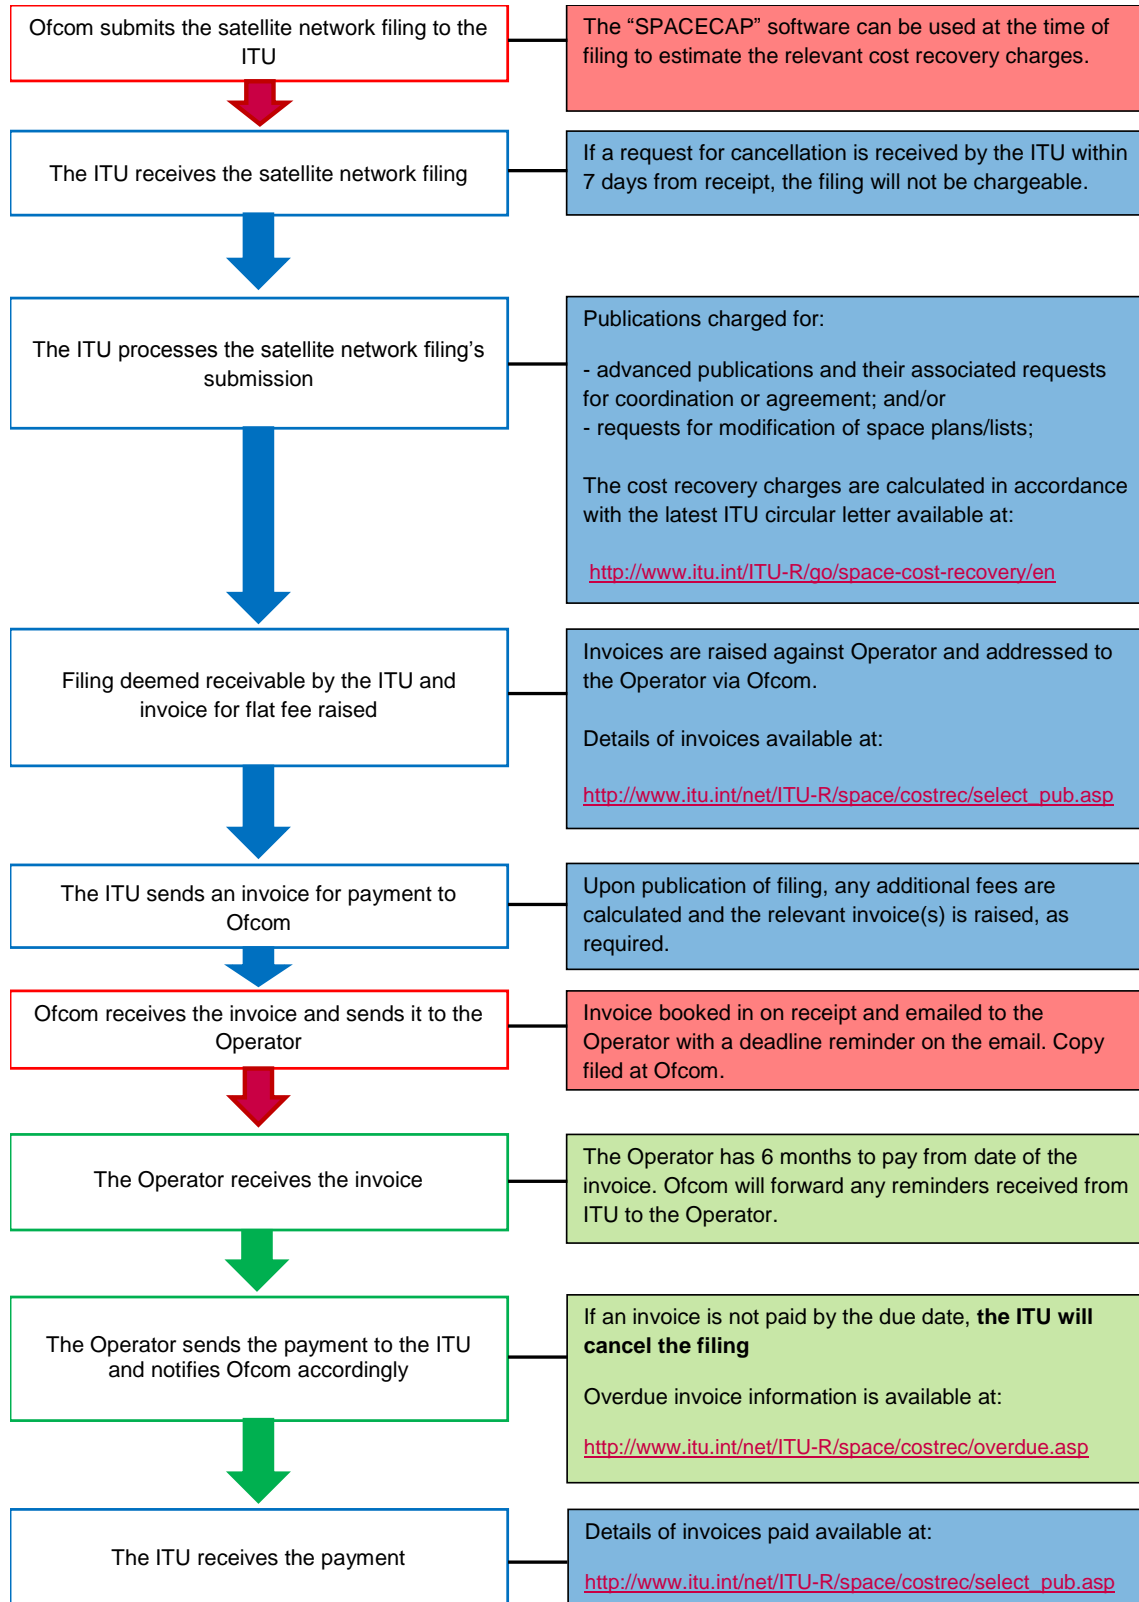 Ofcom submits the satellite network filing to the
ITU
The “SPACECAP” software can be used at the time of
filing to estimate the relevant cost recovery charges.
The ITU receives the satellite network filing
If a request for cancellation is received by the ITU within
7 days from receipt, the filing will not be chargeable.
The ITU processes the satellite network filing’s
submission
Publications charged for:
- advanced publications and their associated requests
for coordination or agreement; and/or
- requests for modification of space plans/lists;
The cost recovery charges are calculated in accordance
with the latest ITU circular letter available at:
http://www.itu.int/ITU-R/go/space-cost-recovery/en
Filing deemed receivable by the ITU and
invoice for flat fee raised
Invoices are raised against Operator and addressed to
the Operator via Ofcom.
Details of invoices available at:
http://www.itu.int/net/ITU-R/space/costrec/select_pub.asp
The ITU sends an invoice for payment to
Ofcom
Upon publication of filing, any additional fees are
calculated and the relevant invoice(s) is raised, as
required.
Ofcom receives the invoice and sends it to the
Operator
Invoice booked in on receipt and emailed to the
Operator with a deadline reminder on the email. Copy
filed at Ofcom.
The Operator receives the invoice
The Operator has 6 months to pay from date of the
invoice. Ofcom will forward any reminders received from
ITU to the Operator.
The Operator sends the payment to the ITU
and notifies Ofcom accordingly
If an invoice is not paid by the due date, the ITU will
cancel the filing
Overdue invoice information is available at:
http://www.itu.int/net/ITU-R/space/costrec/overdue.asp
The ITU receives the payment
Details of invoices paid available at:
http://www.itu.int/net/ITU-R/space/costrec/select_pub.asp